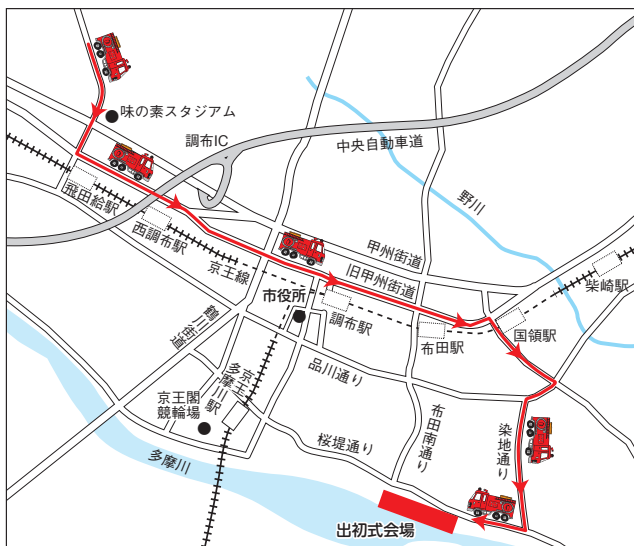 味の素スタジアム
調布IC
中央自動車道
飛田給駅
西調布駅
野川
甲州街道
旧甲州街道
京王線
柴崎駅
市役所
調布駅
国領駅
布田駅
鶴川街道
品川通り
京王
多摩川駅
京王閣
競輪場
布田南通り
染地通り
桜堤通り
多摩川
出初式会場